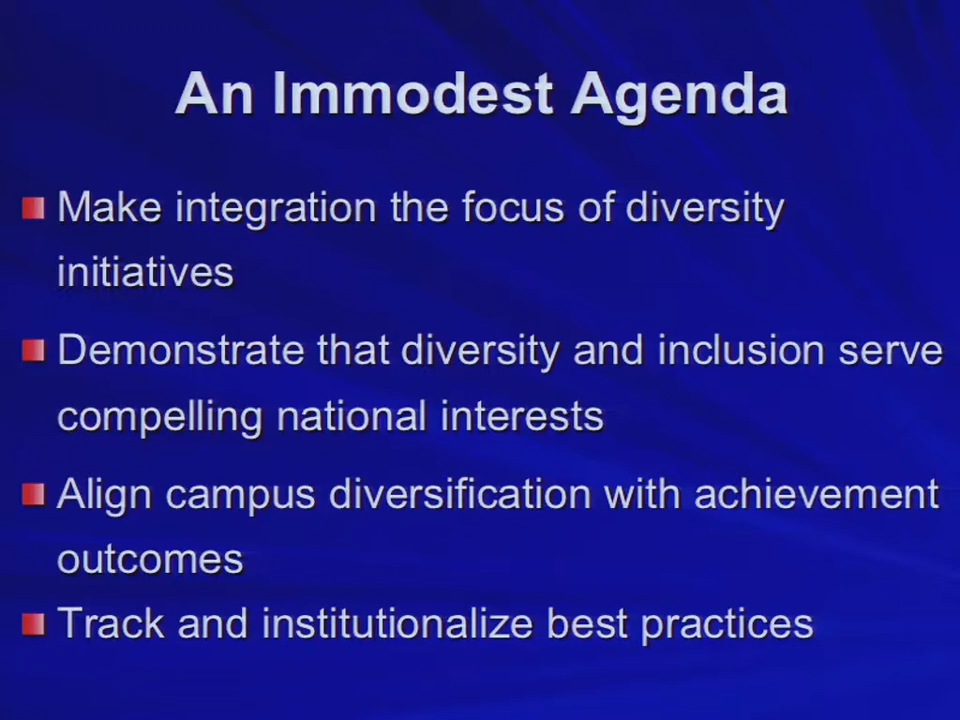 An Immodest Agenda
Make integration the focus of diversity
initiatives
Demonstrate that diversity and inclusion serve
compelling national interests
Align campus diversification with achievement
outcomes
Track and institutionalize best practices